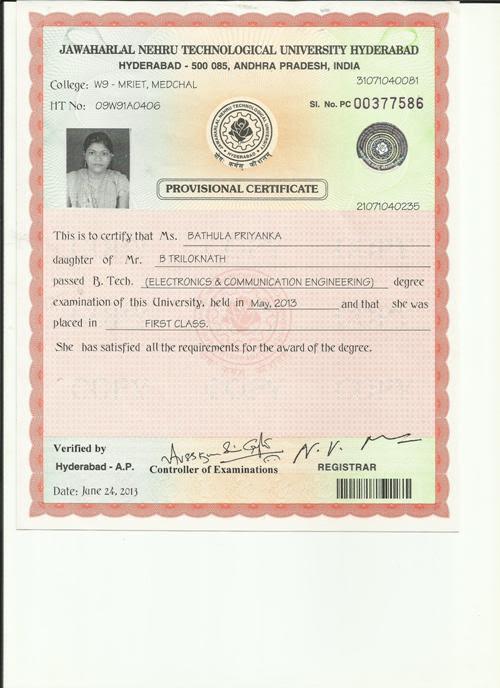 JAWAHARLAL NEHRU TECHNOLOGICAL UNIVERSITY HYDERABAD
HYDERABAD - 500 085, ANDHRA PRADESH, INDIA
College: W9 - MRIET, MEDCHAL 31071040081
HT No: 09W91A0406 Sl. No. PC 00377586
JAWAHARLAL NEHRU TECHNOLOGICAL UNIVERSITY
HYDERABAD
PROVISIONAL CERTIFICATE
21071040235
This is to certify that Ms. BATHULA PRIYANKA
daughter of Mr. B TRILOKNATH
passed B. Tech. (ELECTRONICS & COMMUNICATION ENGINEERING) degree
examination of this University, held in May, 2013 and that she was
placed in FIRST CLASS.
She has satisfied all the requirements for the award of the degree.
Verified by
Hyderabad - A.P. Controller of Examinations REGISTRAR
Date: June 24, 2013